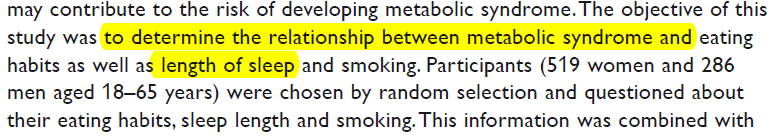 may contribute to the risk of developing metabolic syndrome. The objective of this
study was to determine the relationship between metabolic syndrome and eating
habits as well as length of sleep and smoking. Participants (519 women and 286
men aged 18–65 years) were chosen by random selection and questioned about
their eating habits, sleep length and smoking. This information was combined with